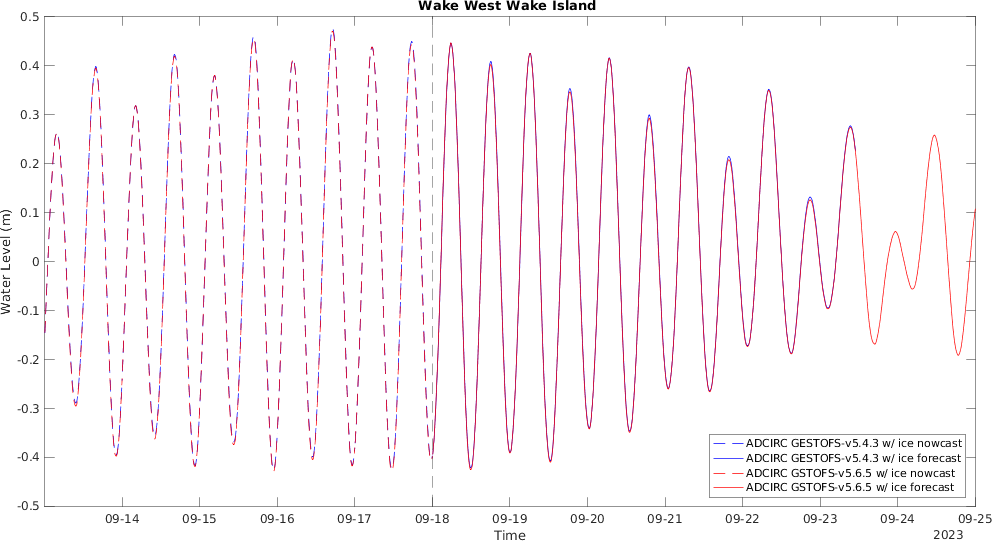 Wake West Wake Island
0.5
0.4
0.3
0.2
0.1
0
-0.1
-0.2
-0.3
-0.4
-0.5
Water Level (m)
ADCIRC GESTOFS-v5.4.3 w/ ice nowcast
ADCIRC GESTOFS-v5.4.3 w/ ice forecast
ADCIRC GSTOFS-v5.6.5 w/ ice nowcast
ADCIRC GSTOFS-v5.6.5 w/ ice forecast
09-14 09-15 09-16 09-17 09-18 09-19 09-20 09-21 09-22 09-23 09-24 09-25
Time
2023